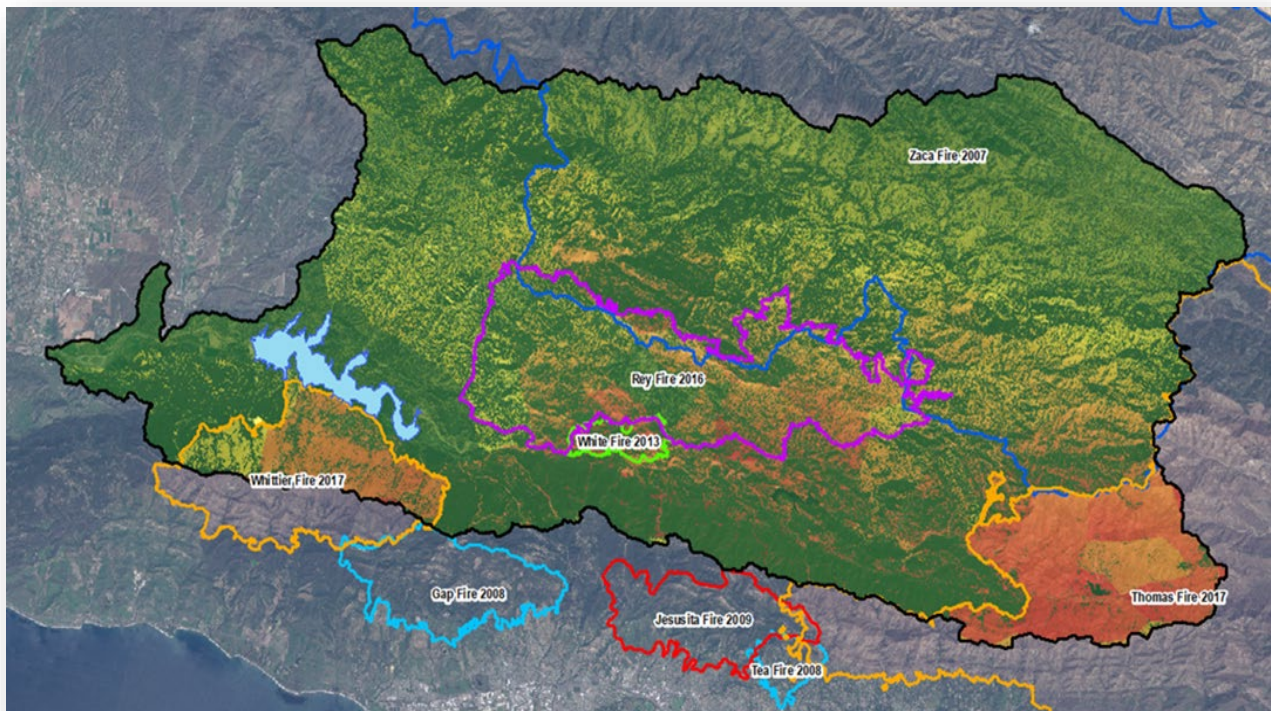 Zaca Fire 2007
Rey Fire 2016
White Fire 2013
Whittier Fire 2017
Gap Fire 2008
Thomas Fire 2017
Jesusita Fire 2009
Tea Fire 2008